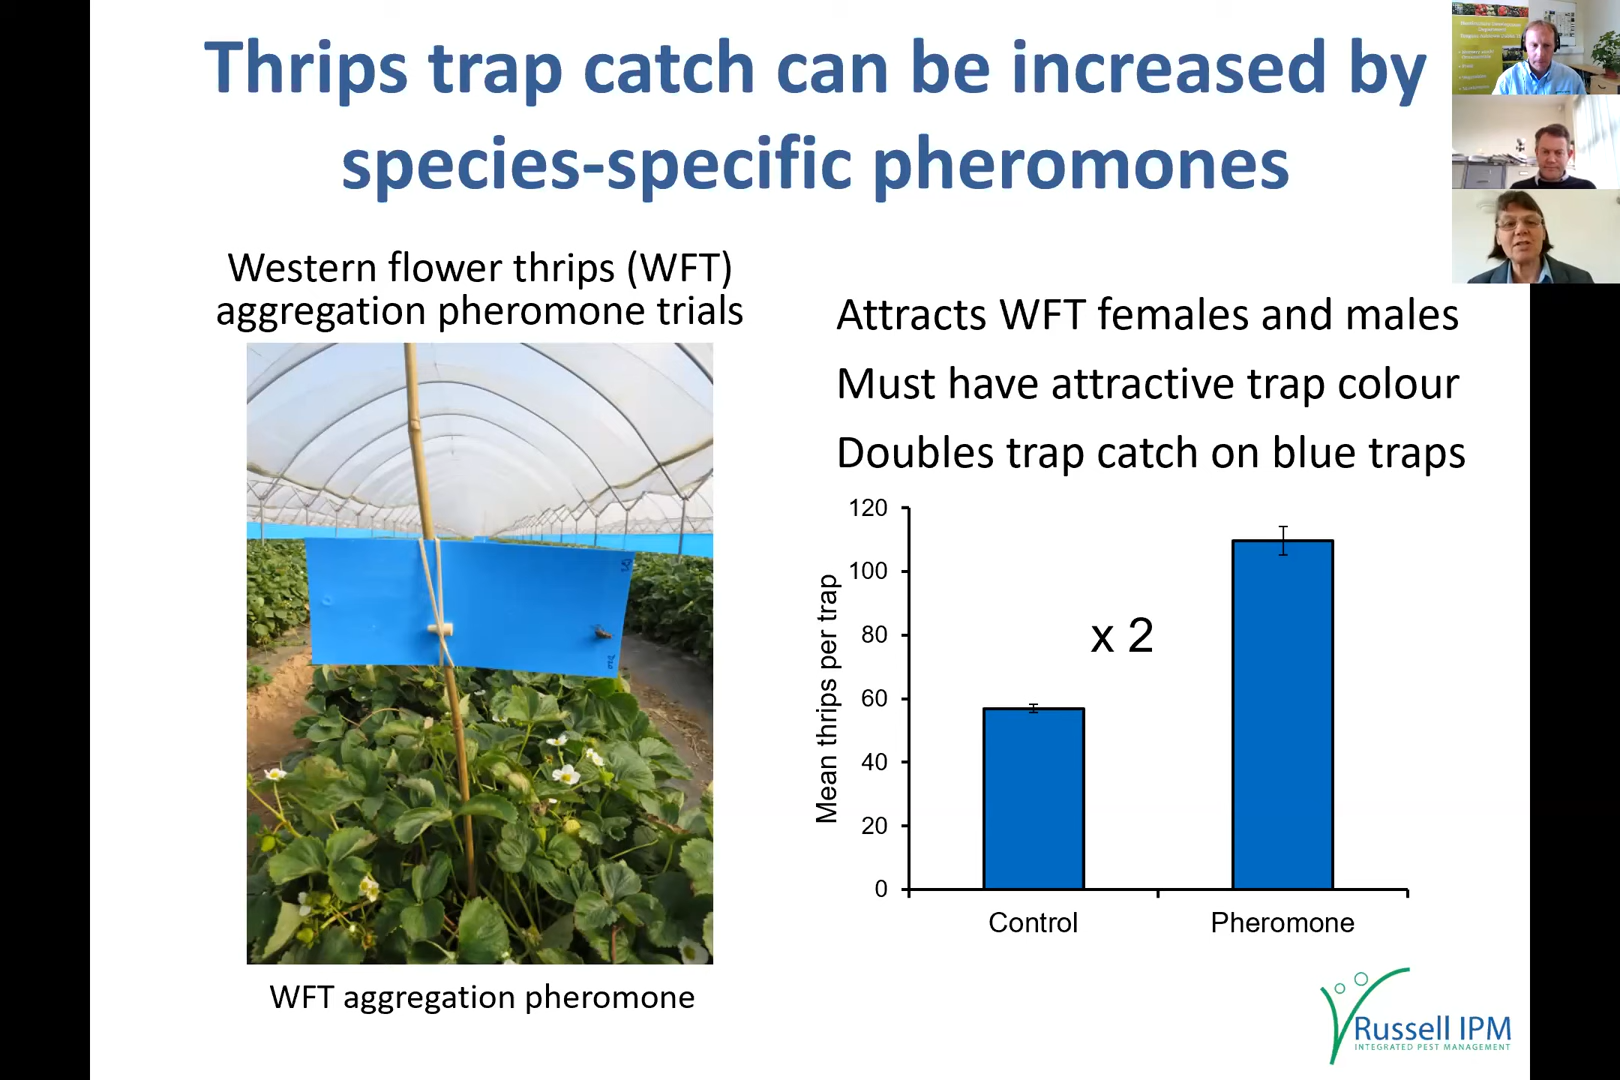 Thrips trap catch can be increased by
species-specific pheromones
Western flower thrips (WFT)
aggregation pheromone trials
Attracts WFT females and males
Must have attractive trap colour
Doubles trap catch on blue traps
120
100
80
60
40
20
0
Mean thrips per trap
x 2
Control
Pheromone
WFT aggregation pheromone
Russell IPM
INTEGRATED PEST MANAGEMENT